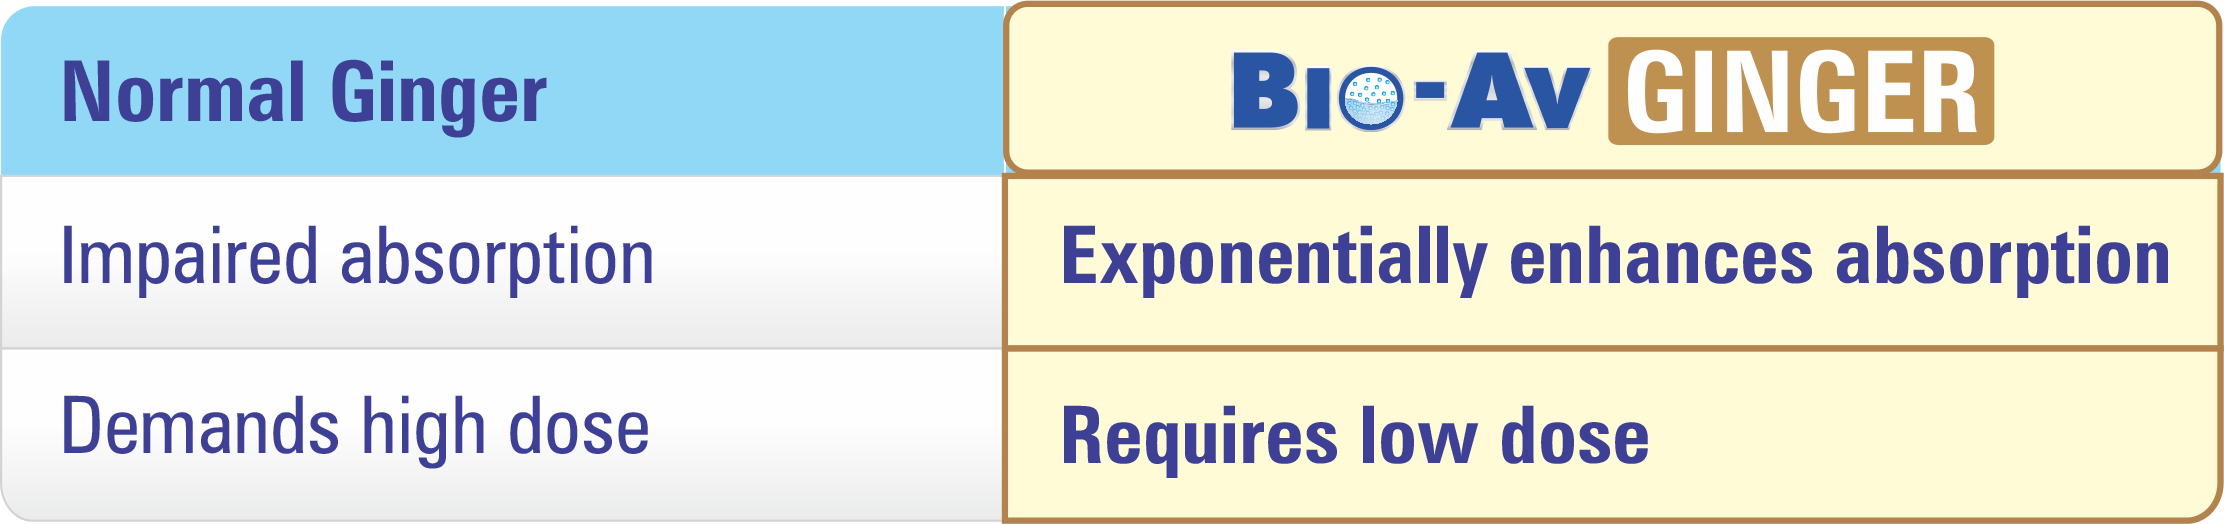 Normal Ginger
BIO-AV GINGER
Impaired absorption
Exponentially enhances absorption
Demands high dose
Requires low dose